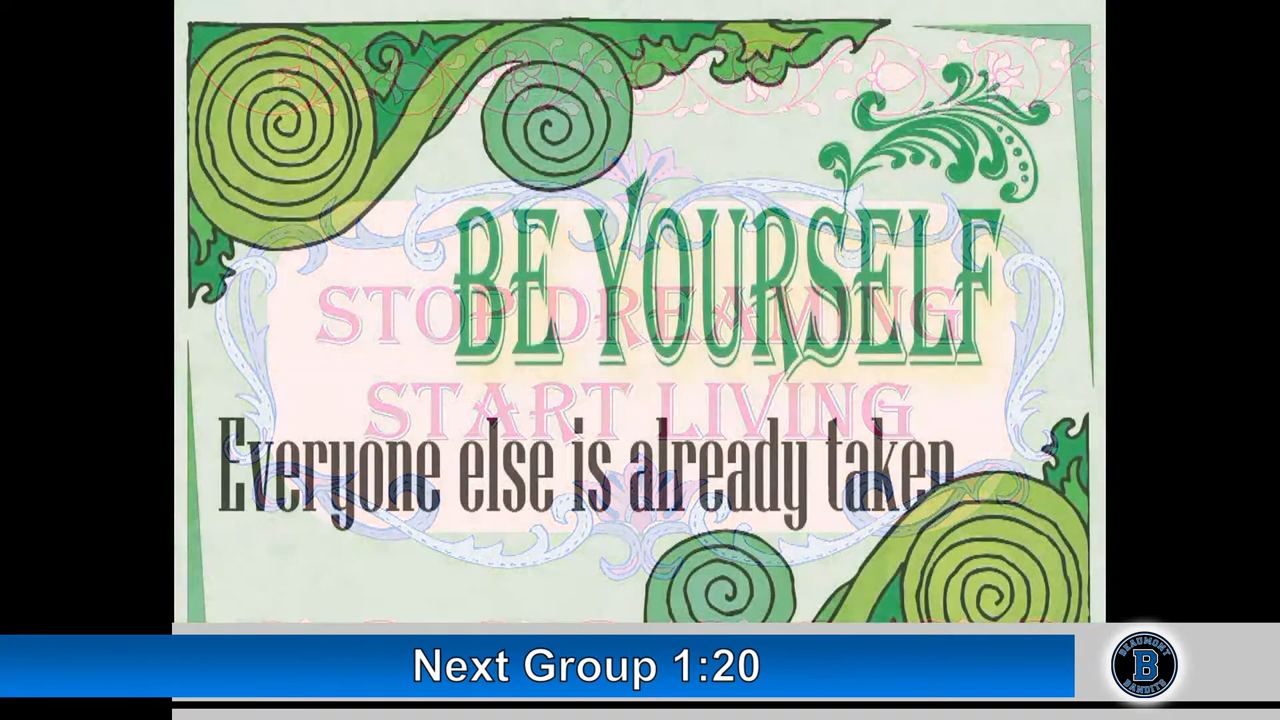 BE YOURSELF
STOP DREAMING
START LIVING
Everyone else is already taken
Next Group 1:20
BEAUMONT
B
BANDITS